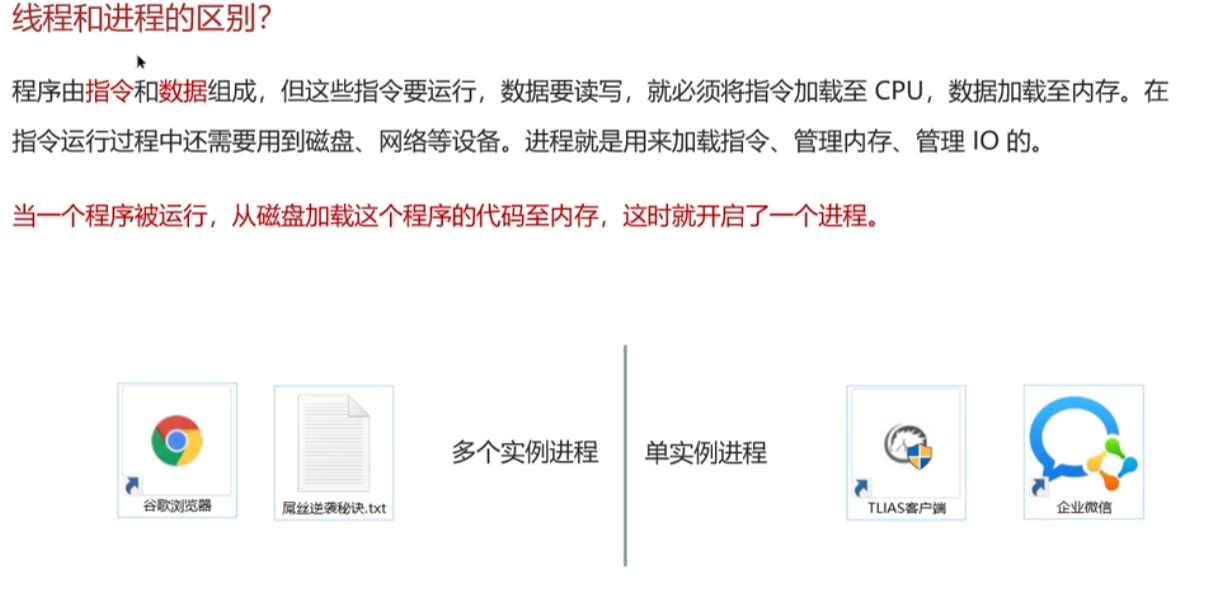 线程和进程的区别？
程序由指令和数据组成，但这些指令要运行，数据要读写，就必须将指令加载至 CPU，数据加载至内存。在
指令运行过程中还需要用到磁盘、网络等设备。进程就是用来加载指令、管理内存、管理 IO 的。
当一个程序被运行，从磁盘加载这个程序的代码至内存，这时就开启了一个进程。
多个实例进程
单实例进程
谷歌浏览器
屌丝逆袭秘诀.txt
TLIAS客户端
企业微信